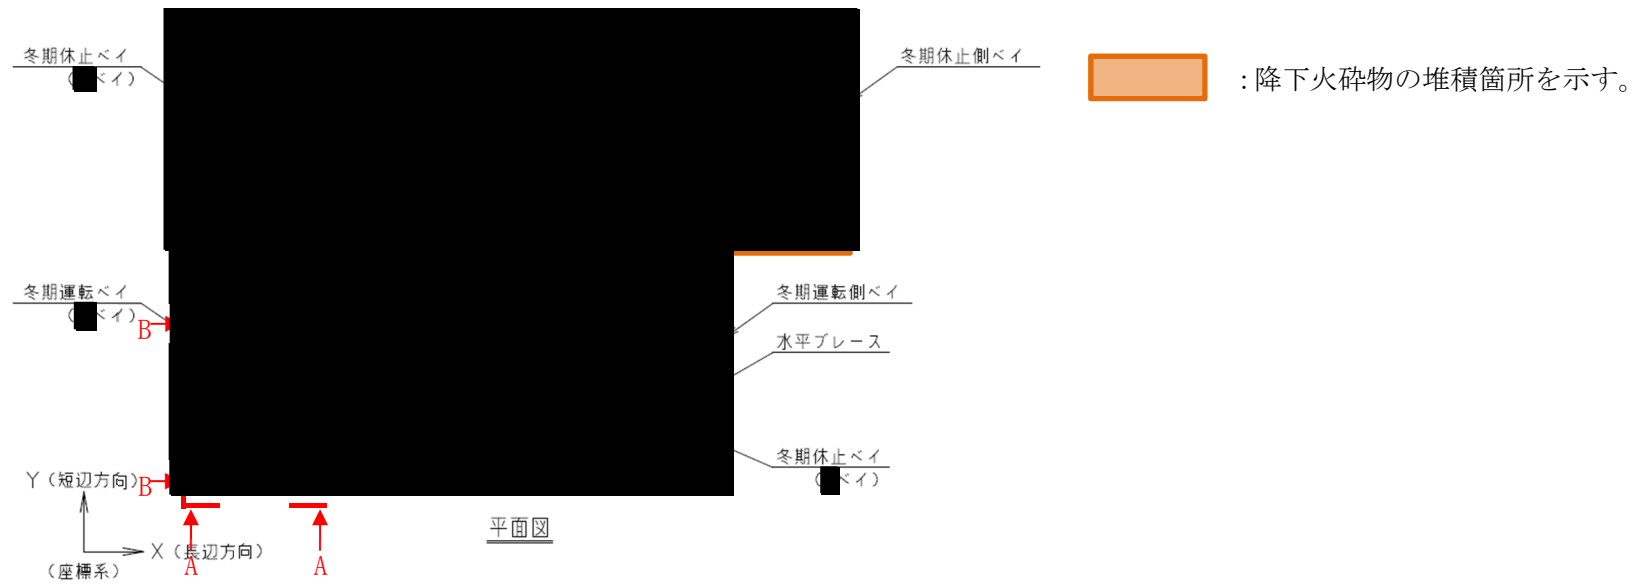 冬期休止ベイ
（ ベイ）
冬期休止側ベイ
：降下火砕物の堆積箇所を示す。
冬期運転ベイ
（ ベイ）
B
冬期運転側ベイ
水平ブレース
冬期休止ベイ
（ ベイ）
Y（短辺方向）
B
X（長辺方向）
（座標系）
A
A
平面図